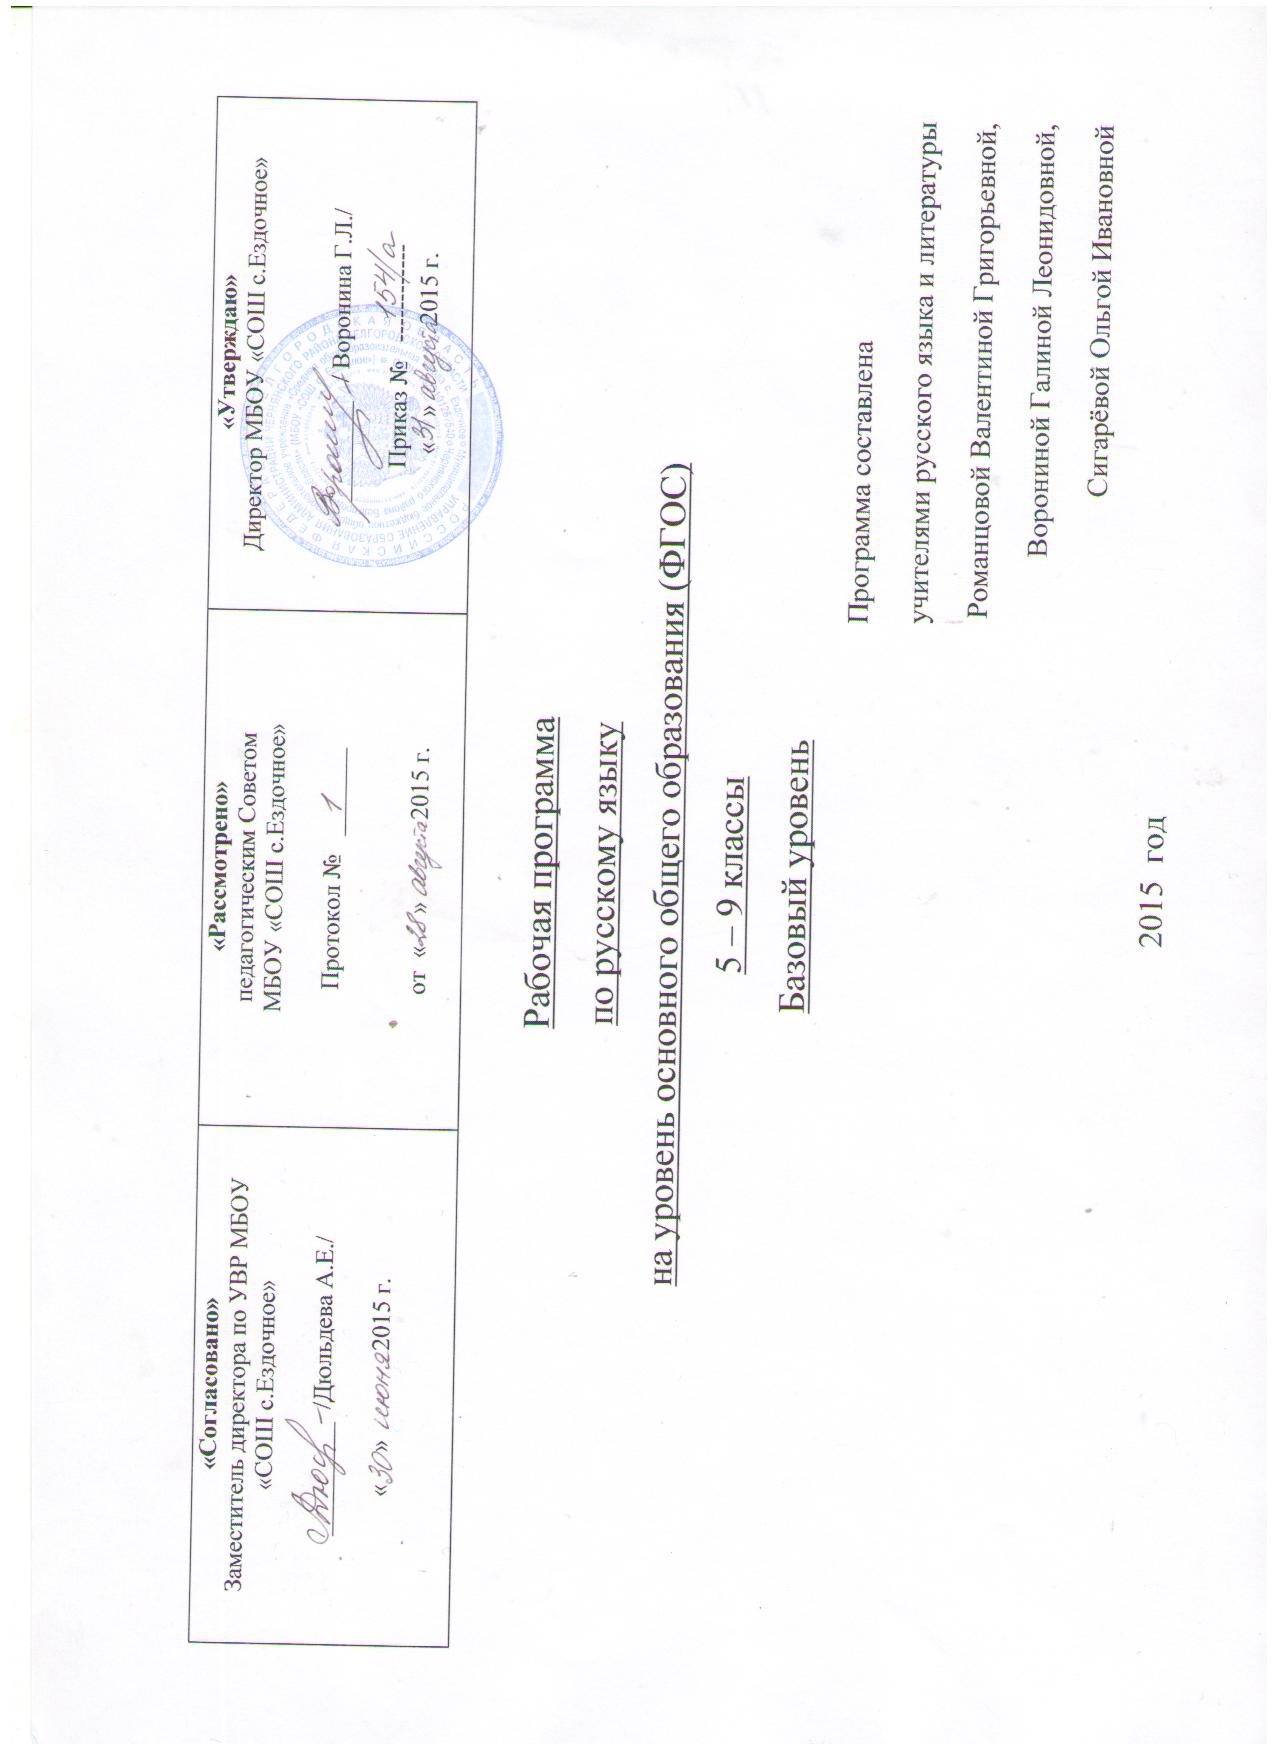 «Согласовано»
Заместитель директора по УВР МБОУ
«СОШ с.Ездочное»
/Дюльдева А.Е./
«30» июня 2015 г.
«Рассмотрено»
педагогическим Советом
МБОУ «СОШ с.Ездочное»
Протокол № 1
от «28» августа 2015 г.
«Утверждаю»
Директор МБОУ «СОШ с.Ездочное»
/ Воронина Г.Л./
Приказ № 154/а
«31» августа 2015 г.
Рабочая программа
по русскому языку
на уровень основного общего образования (ФГОС)
5 – 9 классы
Базовый уровень
Программа составлена
учителями русского языка и литературы
Романцовой Валентиной Григорьевной,
Ворониной Галиной Леонидовной,
Сигарёвой Ольгой Ивановной
2015 год